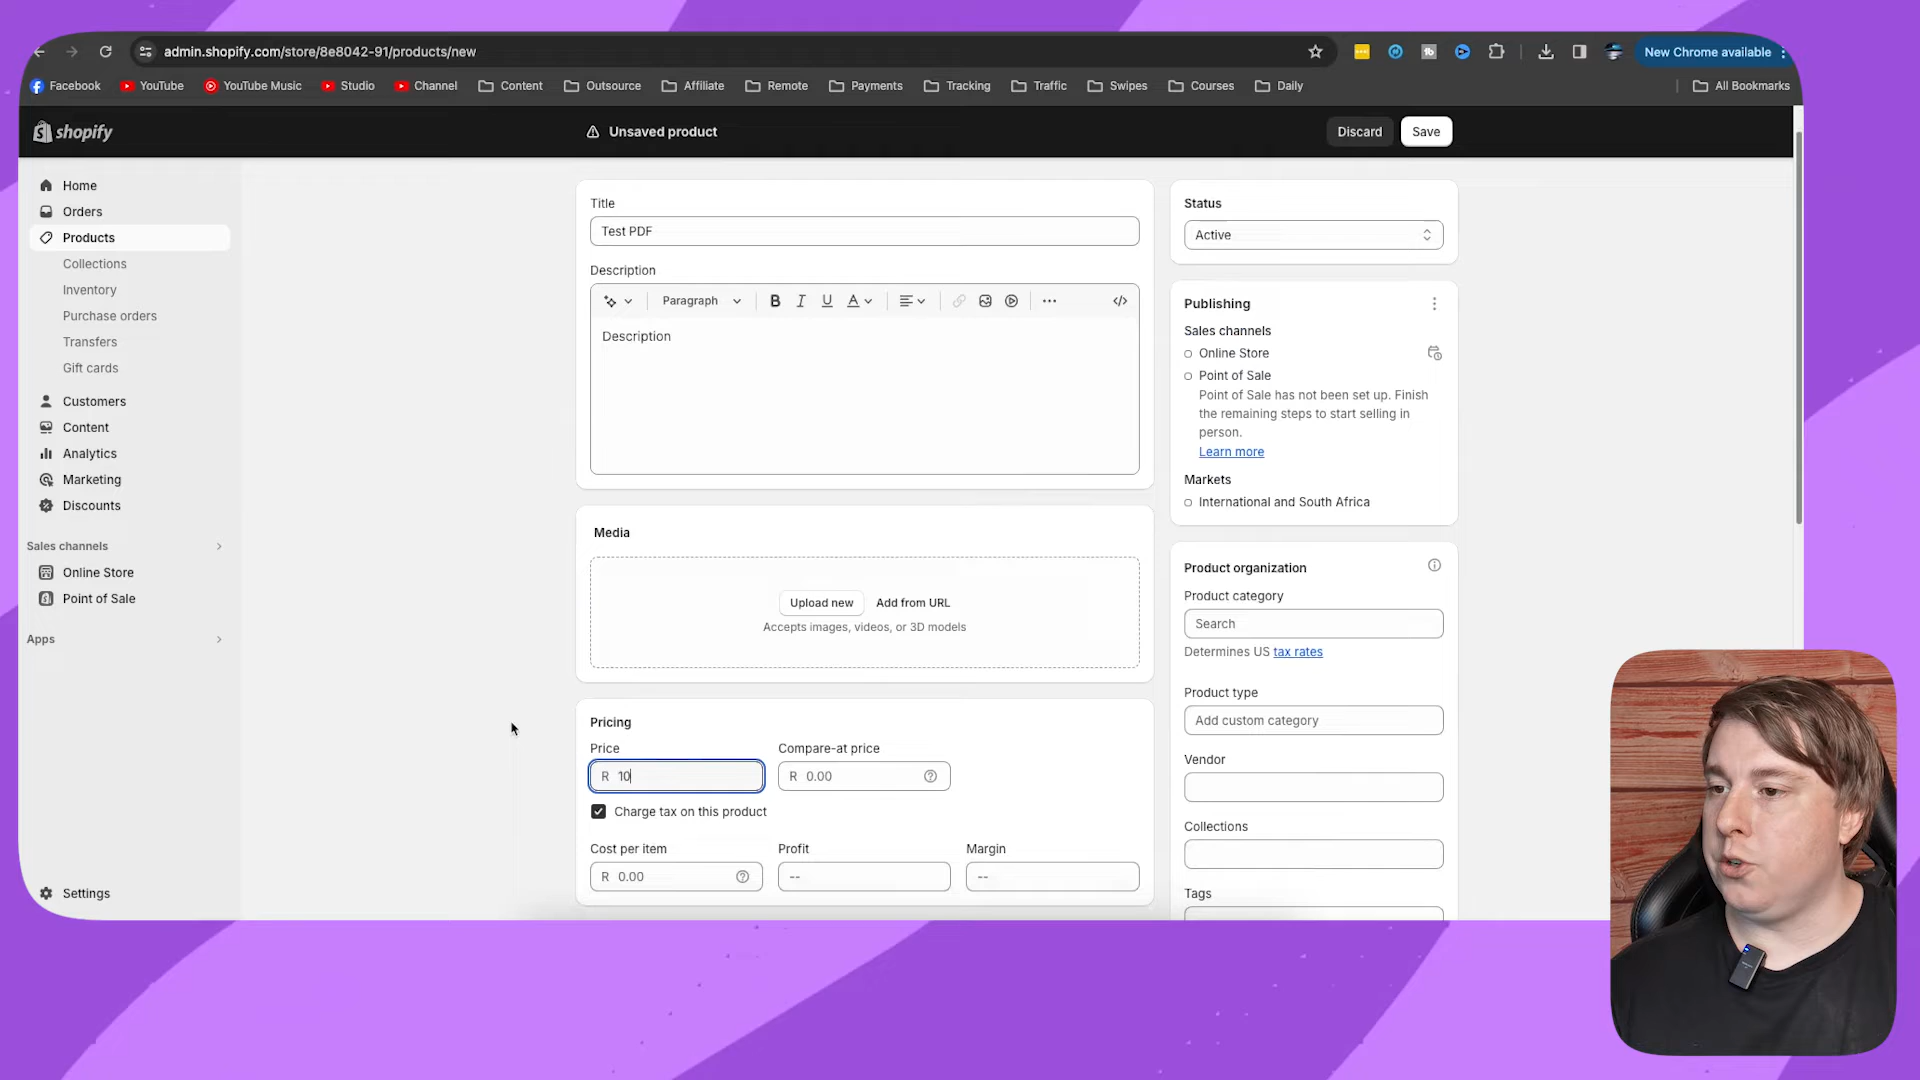 admin.shopify.com/store/8e8042-91/products/new
New Chrome available
Facebook
YouTube
YouTube Music
Studio
Channel
Content
Outsource
Affiliate
Remote
Payments
Tracking
Traffic
Swipes
Courses
Daily
All Bookmarks
shopify
Unsaved product
Discard
Save
Home
Orders
Products
Collections
Inventory
Purchase orders
Transfers
Gift cards
Customers
Content
Analytics
Marketing
Discounts
Sales channels
Online Store
Point of Sale
Apps
Settings
Title
Test PDF
Description
Paragraph
B I U A
Description
Media
Upload new
Add from URL
Accepts images, videos, or 3D models
Pricing
Price
Compare-at price
R 10
R 0.00
Charge tax on this product
Cost per item
Profit
Margin
R 0.00
--
--
Status
Active
Publishing
Sales channels
Online Store
Point of Sale
Point of Sale has not been set up. Finish
the remaining steps to start selling in
person.
Learn more
Markets
International and South Africa
Product organization
Product category
Search
Determines US tax rates
Product type
Add custom category
Vendor
Collections
Tags